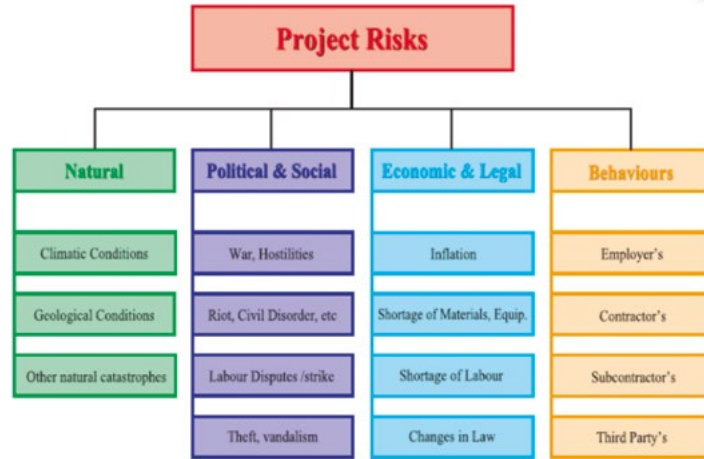 Project Risks
Natural
Climatic Conditions
Geological Conditions
Other natural catastrophes
Political & Social
War, Hostilities
Riot, Civil Disorder, etc
Labour Disputes /strike
Theft, vandalism
Economic & Legal
Inflation
Shortage of Materials, Equip.
Shortage of Labour
Changes in Law
Behaviours
Employer's
Contractor's
Subcontractor's
Third Party's